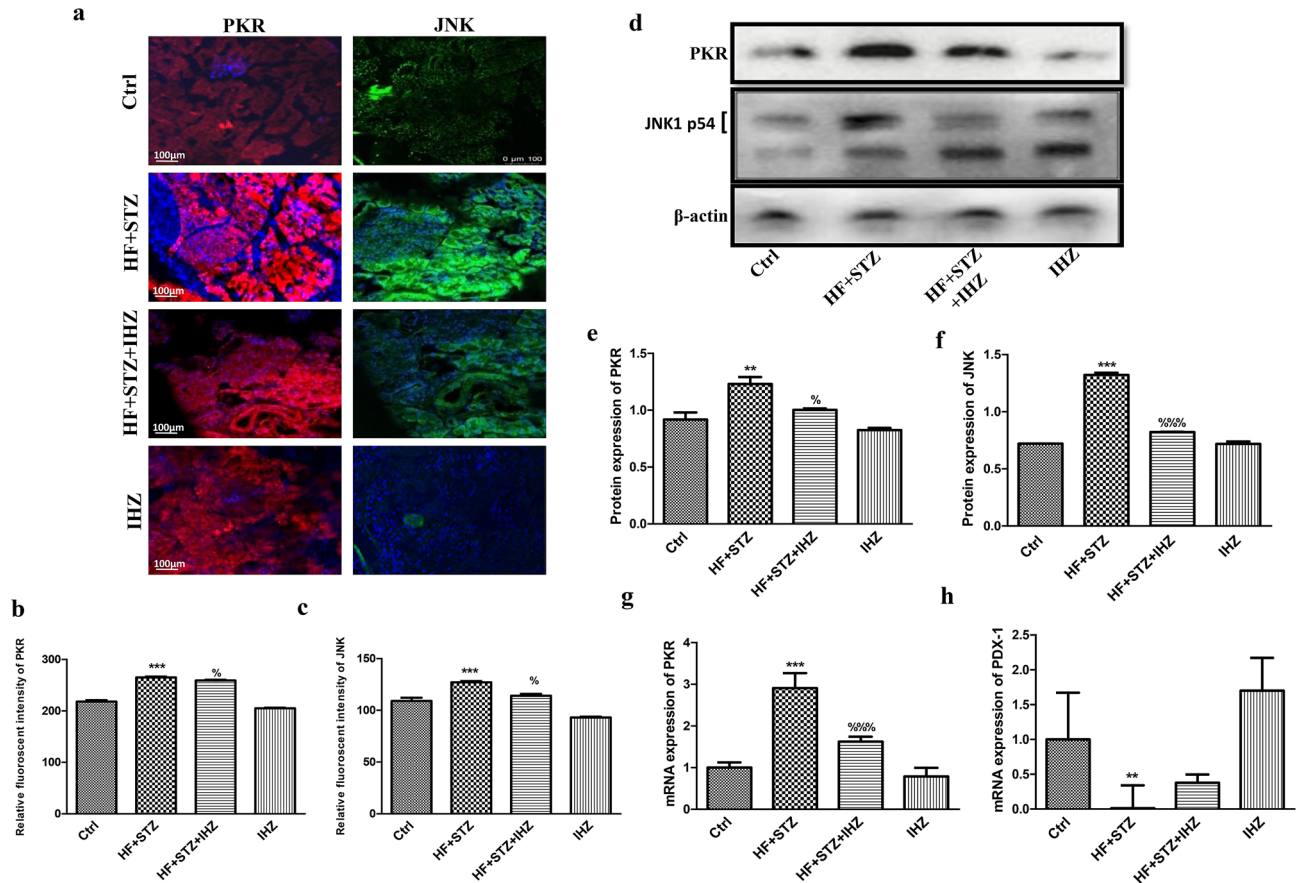 a
PKR
JNK
Ctrl
100μm
0 μm 100
HF+STZ
100μm
HF+STZ+IHZ
100μm
IHZ
100μm
b
Relative fluoroscent intensity of PKR
300
200
100
0
***
%
Ctrl
HF+STZ
HF+STZ+IHZ
IHZ
c
Relative fluoroscent intensity of JNK
150
100
50
0
***
%
Ctrl
HF+STZ
HF+STZ+IHZ
IHZ
d
PKR
JNK1 p54 [
β-actin
Ctrl
HF+STZ
HF+STZ
+IHZ
IHZ
e
Protein expression of PKR
1.5
1.0
0.5
0.0
**
%
Ctrl
HF+STZ
HF+STZ+IHZ
IHZ
f
Protein expression of JNK
1.5
1.0
0.5
0.0
***
%%%
Ctrl
HF+STZ
HF+STZ+IHZ
IHZ
g
mRNA expression of PKR
4
3
2
1
0
***
%%%
Ctrl
HF+STZ
HF+STZ+IHZ
IHZ
h
mRNA expression of PDX-1
2.5
2.0
1.5
1.0
0.5
0.0
**
Ctrl
HF+STZ
HF+STZ+IHZ
IHZ